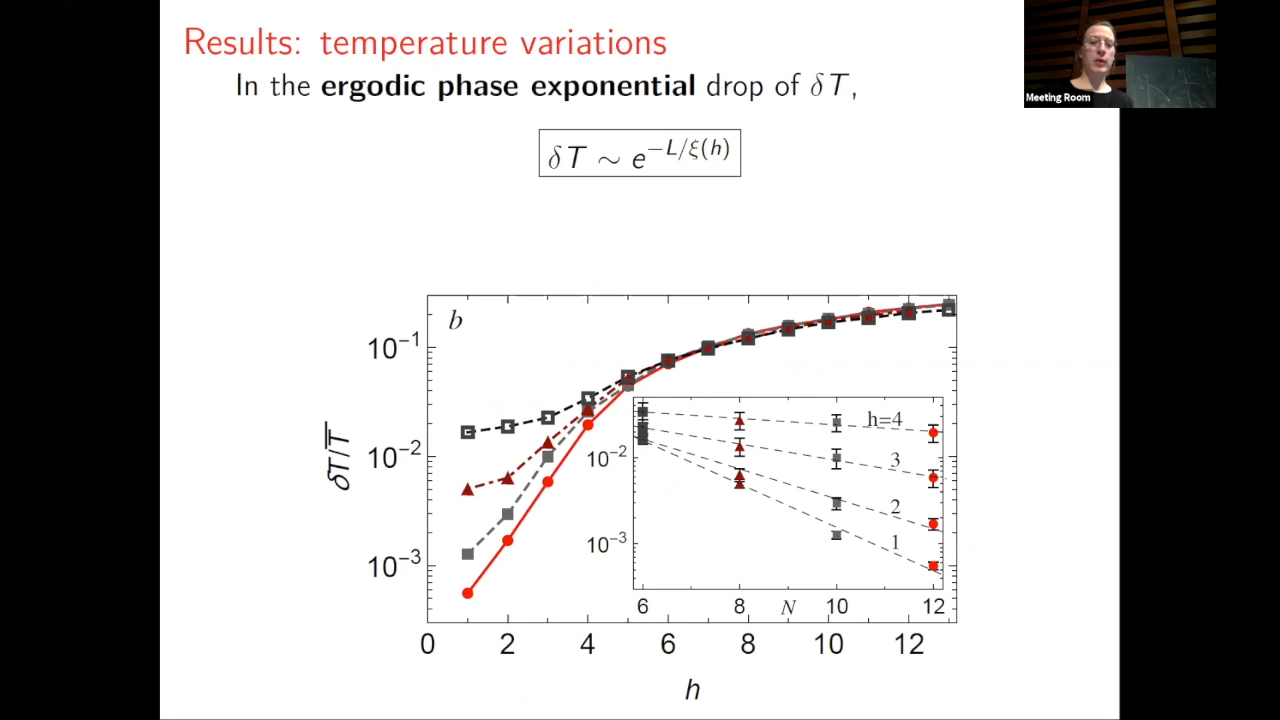 Results: temperature variations
In the ergodic phase exponential drop of δT,
δT ∼ e^{−L/ξ(h)}
Meeting Room
b
10^{-1}
10^{-2}
10^{-3}
δT/T̅
0 2 4 6 8 10 12
h
10^{-2}
10^{-3}
h=4
3
2
1
6 8 N 10 12